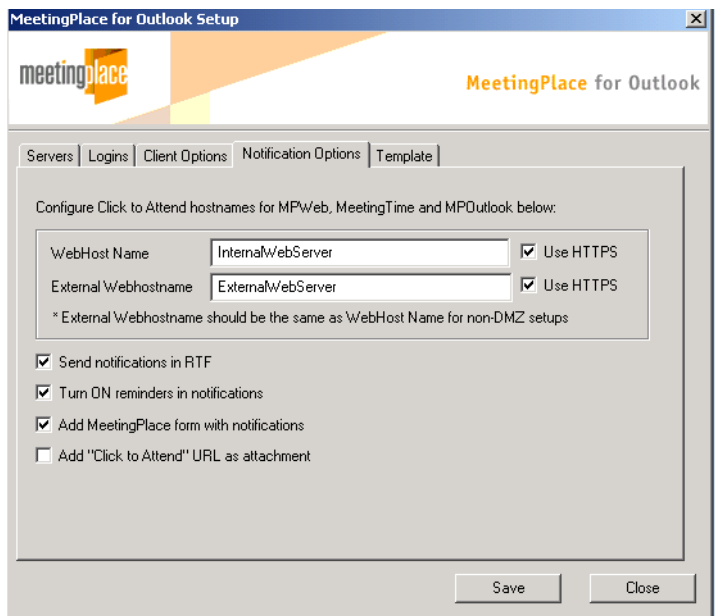 MeetingPlace for Outlook Setup
meetingplace
MeetingPlace for Outlook
Servers Logins Client Options Notification Options Template
Configure Click to Attend hostnames for MPWeb, MeetingTime and MPOutlook below:
WebHost Name InternalWebServer Use HTTPS
External Webhostname ExternalWebServer Use HTTPS
* External Webhostname should be the same as WebHost Name for non-DMZ setups
Send notifications in RTF
Turn ON reminders in notifications
Add MeetingPlace form with notifications
Add "Click to Attend" URL as attachment
Save Close